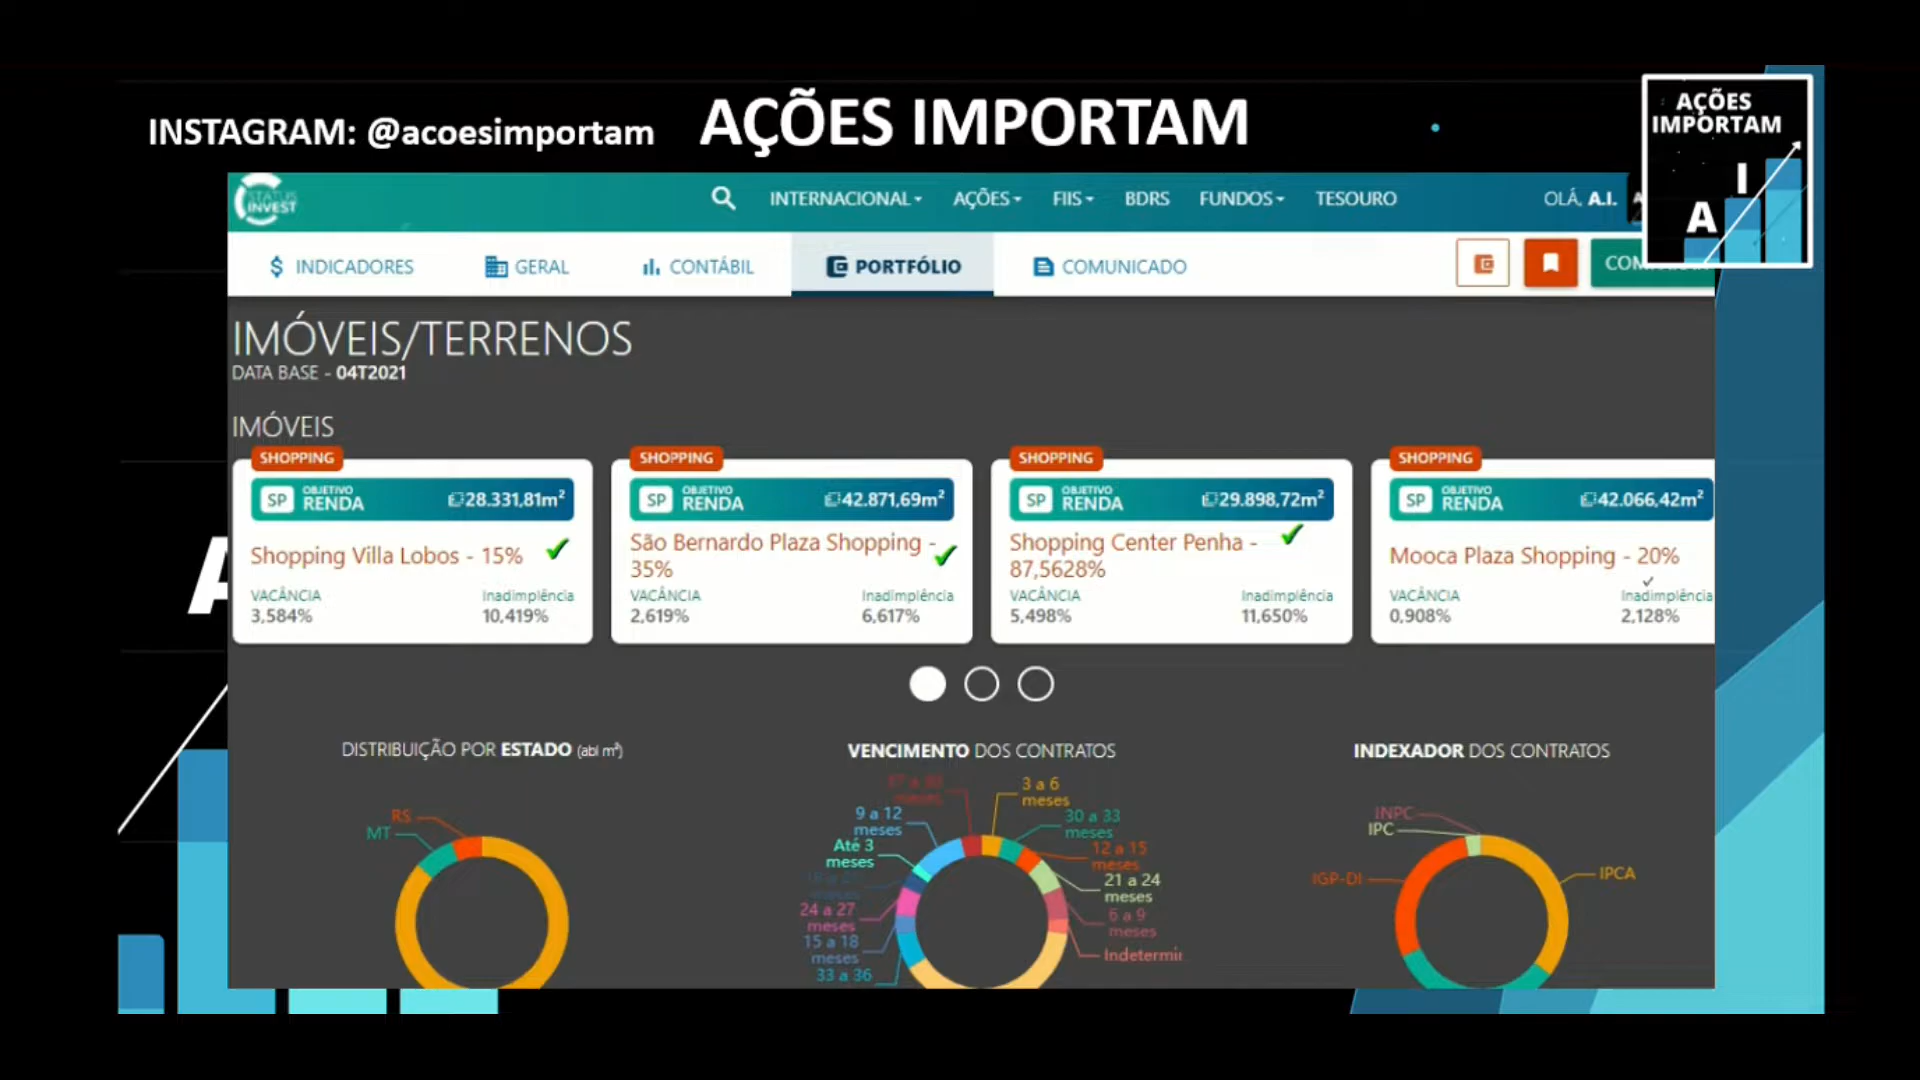 INSTAGRAM: @acoesimportam
AÇÕES IMPORTAM
AÇÕES
IMPORTAM
I
A
STATUS
INVEST
INTERNACIONAL
AÇÕES
FIIS
BDRS
FUNDOS
TESOURO
OLÁ, A.I.
INDICADORES
GERAL
CONTÁBIL
PORTFÓLIO
COMUNICADO
IMÓVEIS/TERRENOS
DATA BASE - 04T2021
IMÓVEIS
SHOPPING
SP
OBJETIVO
RENDA
28.331,81m²
Shopping Villa Lobos - 15%
VACÂNCIA
Inadimplência
3,584%
10,419%
SHOPPING
SP
OBJETIVO
RENDA
42.871,69m²
São Bernardo Plaza Shopping -
35%
VACÂNCIA
Inadimplência
2,619%
6,617%
SHOPPING
SP
OBJETIVO
RENDA
29.898,72m²
Shopping Center Penha -
87,5628%
VACÂNCIA
Inadimplência
5,498%
11,650%
SHOPPING
SP
OBJETIVO
RENDA
42.066,42m²
Mooca Plaza Shopping - 20%
VACÂNCIA
Inadimplência
0,908%
2,128%
DISTRIBUIÇÃO POR ESTADO (abl m²)
RS
MT
VENCIMENTO DOS CONTRATOS
3 a 6
meses
30 a 33
meses
12 a 15
meses
21 a 24
meses
6 a 9
meses
Indetermir
9 a 12
meses
Até 3
meses
24 a 27
meses
15 a 18
meses
33 a 36
INDEXADOR DOS CONTRATOS
INPC
IPC
IGP-DI
IPCA